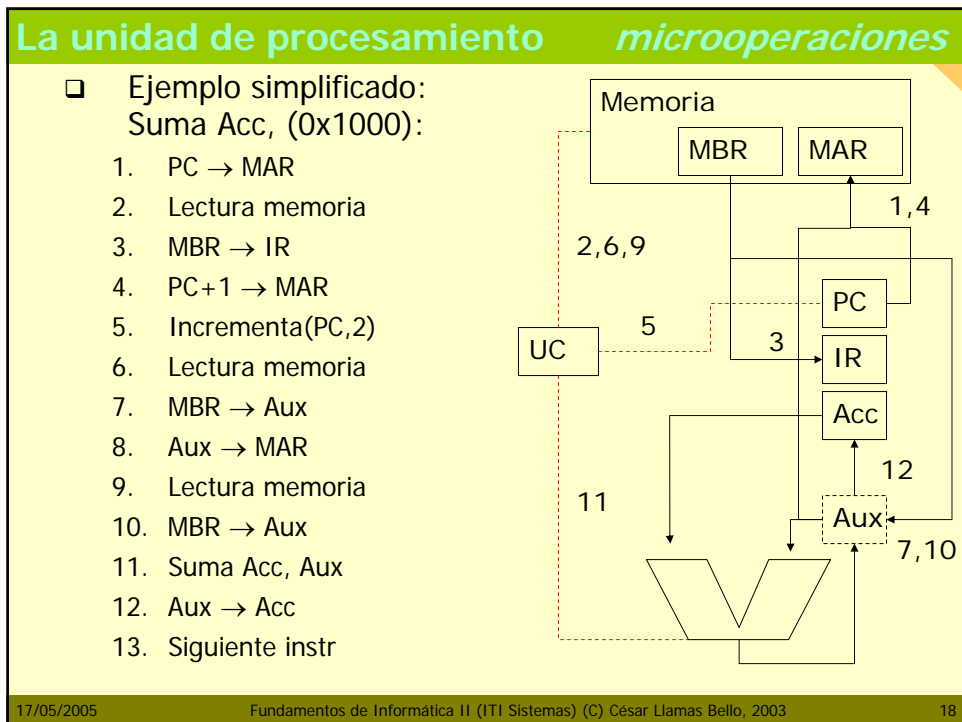 La unidad de procesamiento microoperaciones
❑ Ejemplo simplificado:
Suma Acc, (0x1000):
1. PC → MAR
2. Lectura memoria
3. MBR → IR
4. PC+1 → MAR
5. Incrementa(PC,2)
6. Lectura memoria
7. MBR → Aux
8. Aux → MAR
9. Lectura memoria
10. MBR → Aux
11. Suma Acc, Aux
12. Aux → Acc
13. Siguiente instr
Memoria
MBR
MAR
1,4
2,6,9
PC
5
UC
3
IR
Acc
12
11
Aux
7,10
17/05/2005
Fundamentos de Informática II (ITI Sistemas) (C) César Llamas Bello, 2003
18